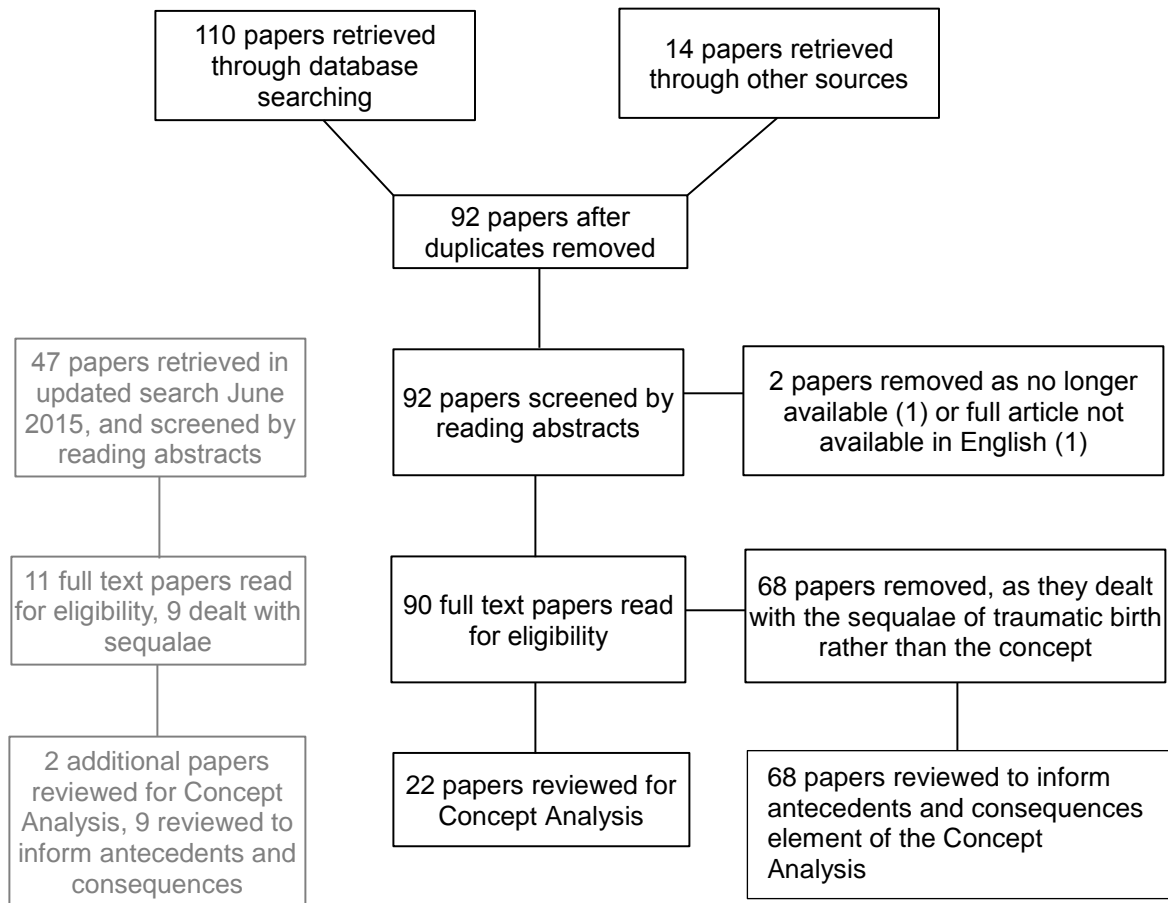 110 papers retrieved
through database
searching
14 papers retrieved
through other sources
92 papers after
duplicates removed
47 papers retrieved in
updated search June
2015, and screened by
reading abstracts
92 papers screened by
reading abstracts
2 papers removed as no longer
available (1) or full article not
available in English (1)
11 full text papers read
for eligibility, 9 dealt with
sequalae
90 full text papers read
for eligibility
68 papers removed, as they dealt
with the sequalae of traumatic birth
rather than the concept
2 additional papers
reviewed for Concept
Analysis, 9 reviewed to
inform antecedents and
consequences
22 papers reviewed for
Concept Analysis
68 papers reviewed to inform
antecedents and consequences
element of the Concept
Analysis